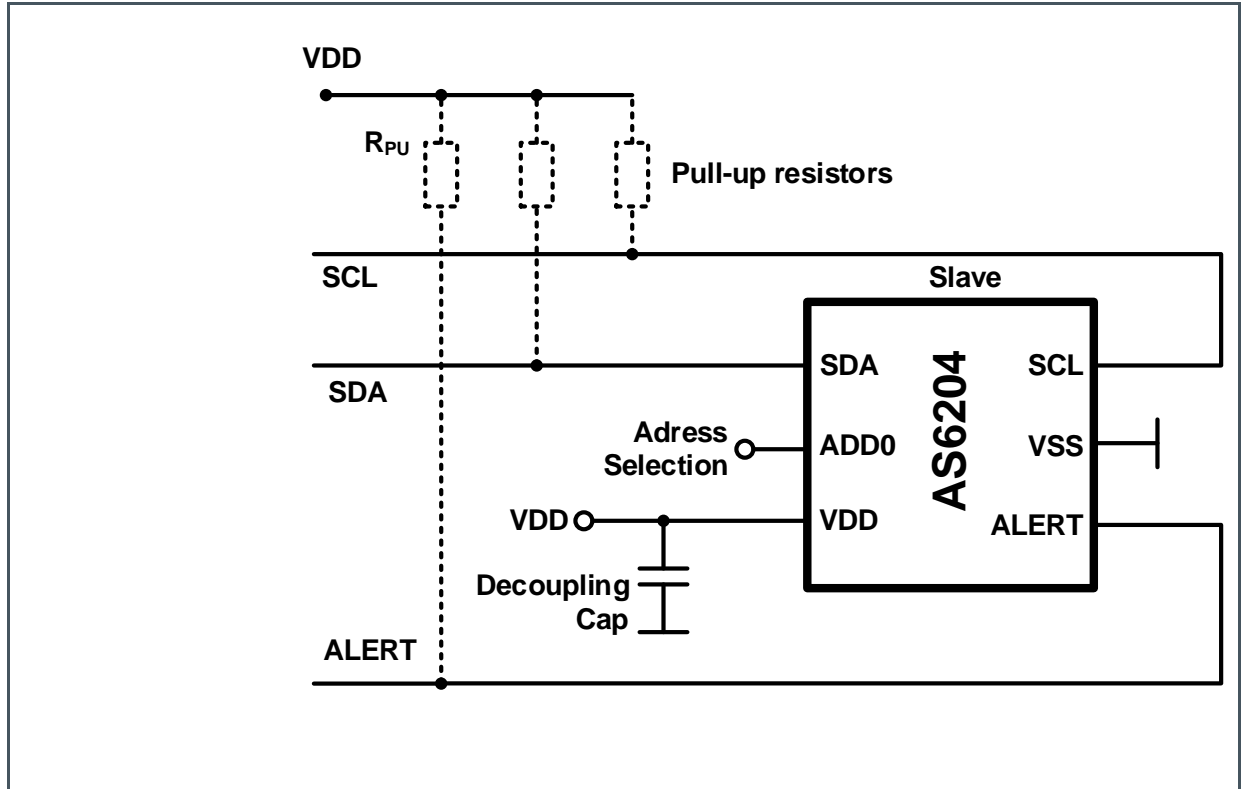 VDD
RPU
Pull-up resistors
SCL
Slave
SDA
SDA
SCL
Adress
Selection
ADD0
AS6204
VSS
VDD
VDD
ALERT
Decoupling
Cap
ALERT